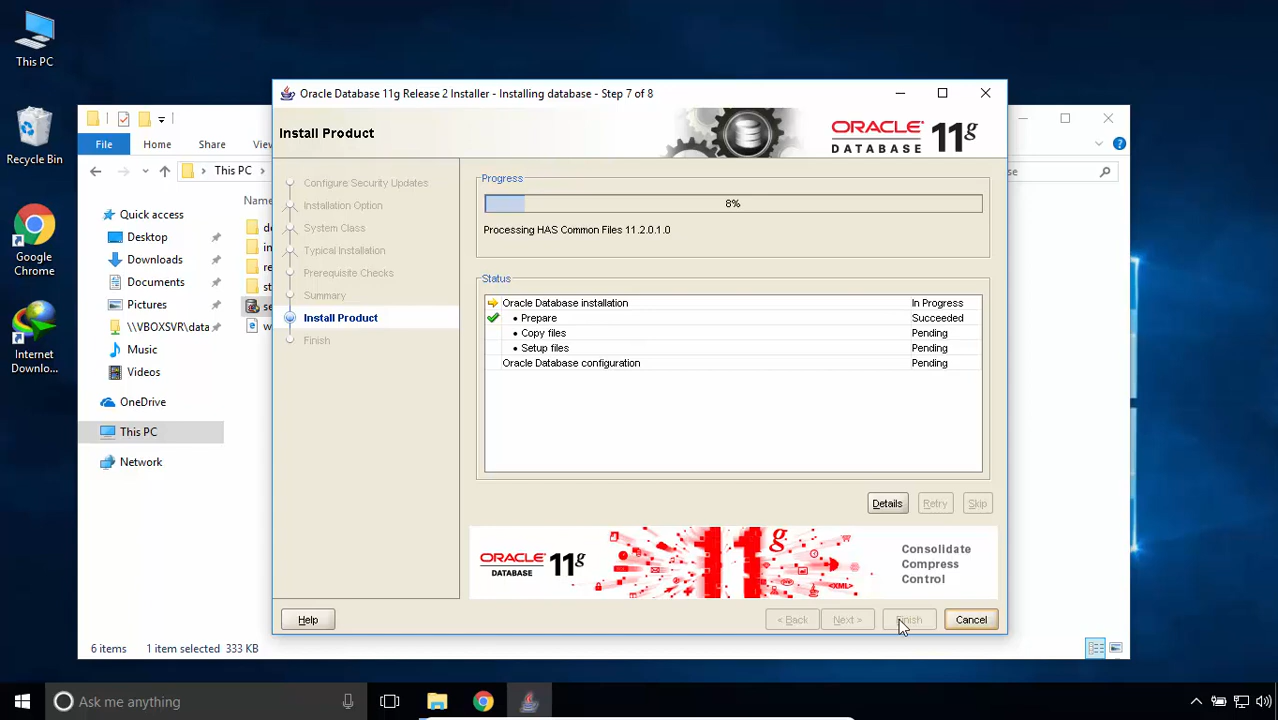 This PC
Recycle Bin
Google
Chrome
Internet
Downlo...
File
Home
Share
This PC
Quick access
Desktop
Downloads
Documents
Pictures
\\VBOXSVR\data
Music
Videos
OneDrive
This PC
Network
6 items
1 item selected 333 KB
Oracle Database 11g Release 2 Installer - Installing database - Step 7 of 8
Install Product
ORACLE
DATABASE 11g
Configure Security Updates
Installation Option
System Class
Typical Installation
Prerequisite Checks
Summary
Install Product
Finish
Progress
8%
Processing HAS Common Files 11.2.0.1.0
Status
Oracle Database installation In Progress
• Prepare Succeeded
• Copy files Pending
• Setup files Pending
Oracle Database configuration Pending
Details
Retry
Skip
ORACLE
DATABASE 11g
11g
<XML>
Consolidate
Compress
Control
Help
< Back
Next >
Finish
Cancel
Ask me anything